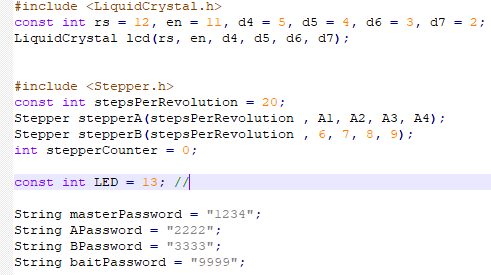 #include <LiquidCrystal.h>
const int rs = 12, en = 11, d4 = 5, d5 = 4, d6 = 3, d7 = 2;
LiquidCrystal lcd(rs, en, d4, d5, d6, d7);
#include <Stepper.h>
const int stepsPerRevolution = 20;
Stepper stepperA(stepsPerRevolution , A1, A2, A3, A4);
Stepper stepperB(stepsPerRevolution , 6, 7, 8, 9);
int stepperCounter = 0;
const int LED = 13; //
String masterPassword = "1234";
String APassword = "2222";
String BPassword = "3333";
String baitPassword = "9999";